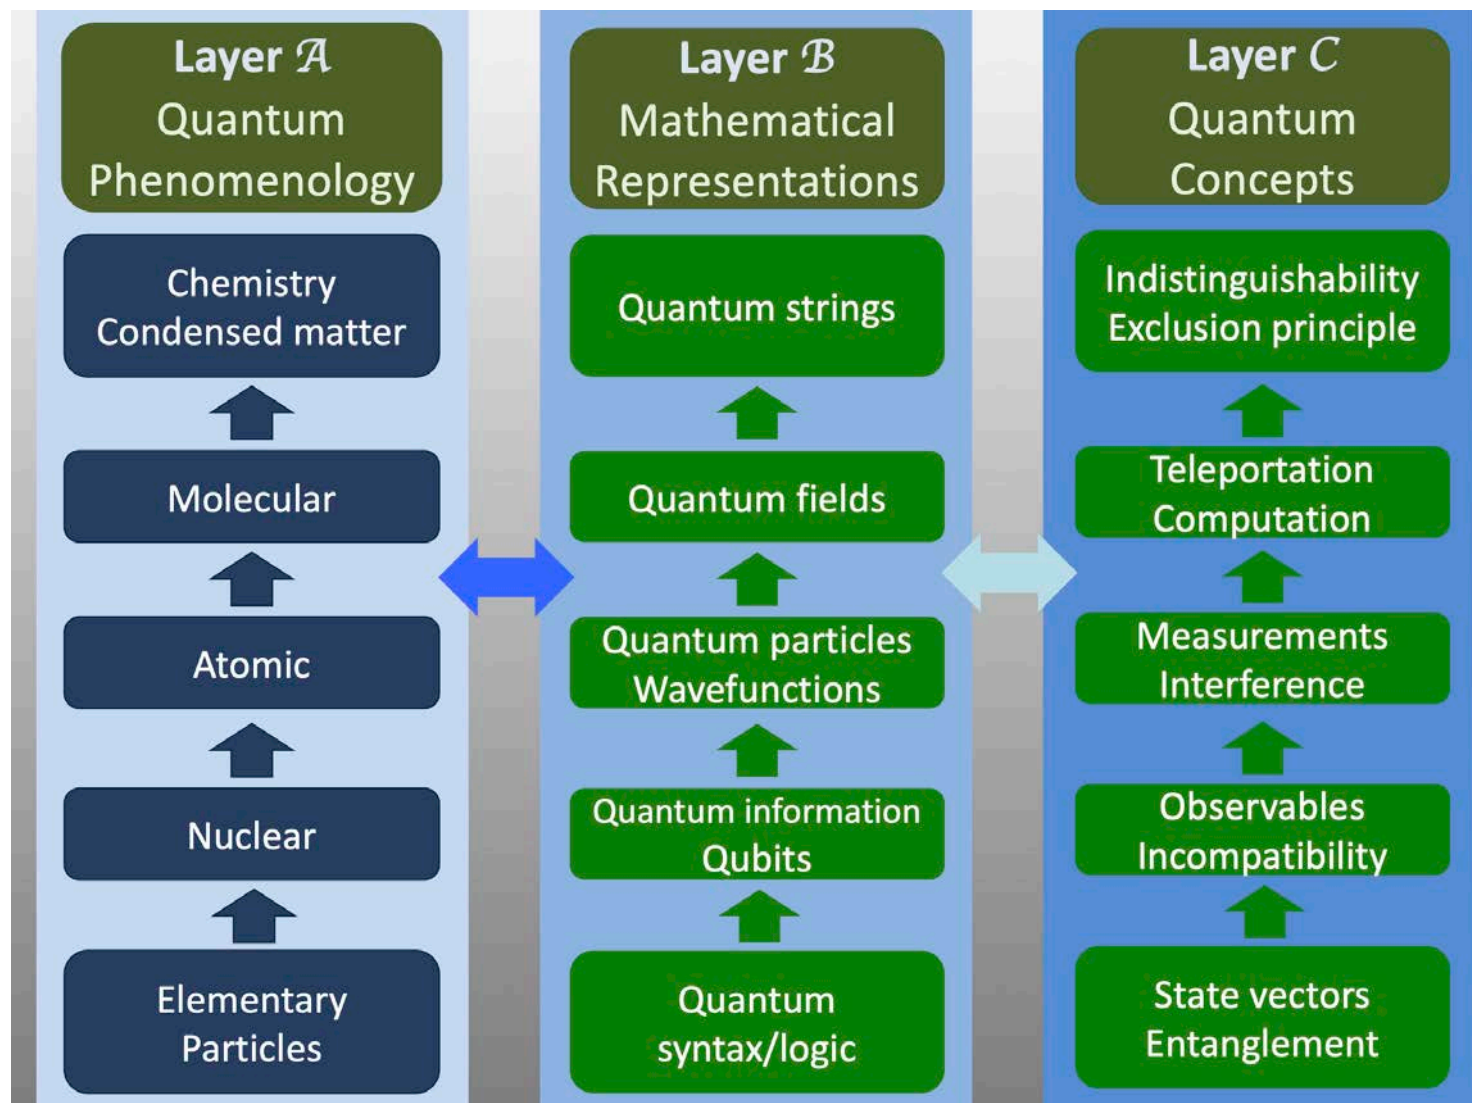 Layer 𝒜
Quantum
Phenomenology
Chemistry
Condensed matter
Molecular
Atomic
Nuclear
Elementary
Particles
Layer ℬ
Mathematical
Representations
Quantum strings
Quantum fields
Quantum particles
Wavefunctions
Quantum information
Qubits
Quantum
syntax/logic
Layer 𝒞
Quantum
Concepts
Indistinguishability
Exclusion principle
Teleportation
Computation
Measurements
Interference
Observables
Incompatibility
State vectors
Entanglement